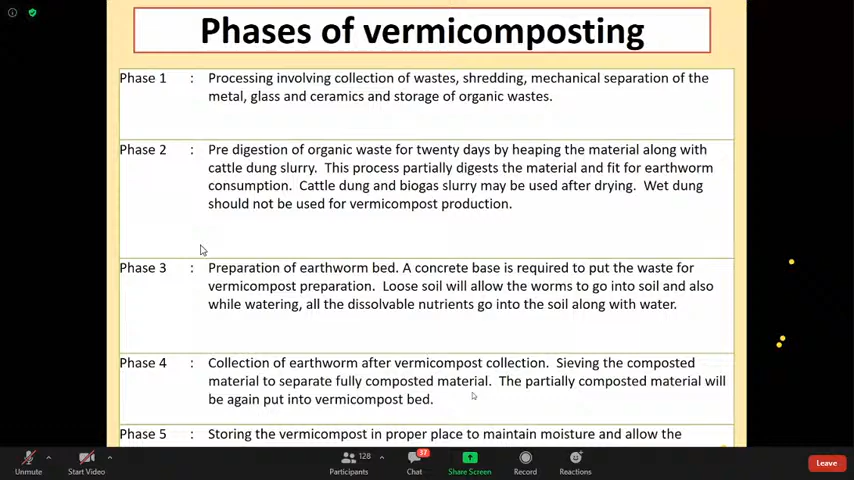 Phases of vermicomposting
Phase 1 : Processing involving collection of wastes, shredding, mechanical separation of the
metal, glass and ceramics and storage of organic wastes.
Phase 2 : Pre digestion of organic waste for twenty days by heaping the material along with
cattle dung slurry. This process partially digests the material and fit for earthworm
consumption. Cattle dung and biogas slurry may be used after drying. Wet dung
should not be used for vermicompost production.
Phase 3 : Preparation of earthworm bed. A concrete base is required to put the waste for
vermicompost preparation. Loose soil will allow the worms to go into soil and also
while watering, all the dissolvable nutrients go into the soil along with water.
Phase 4 : Collection of earthworm after vermicompost collection. Sieving the composted
material to separate fully composted material. The partially composted material will
be again put into vermicompost bed.
Phase 5 : Storing the vermicompost in proper place to maintain moisture and allow the
128 37
Unmute Start Video Participants Chat Share Screen Record Reactions Leave